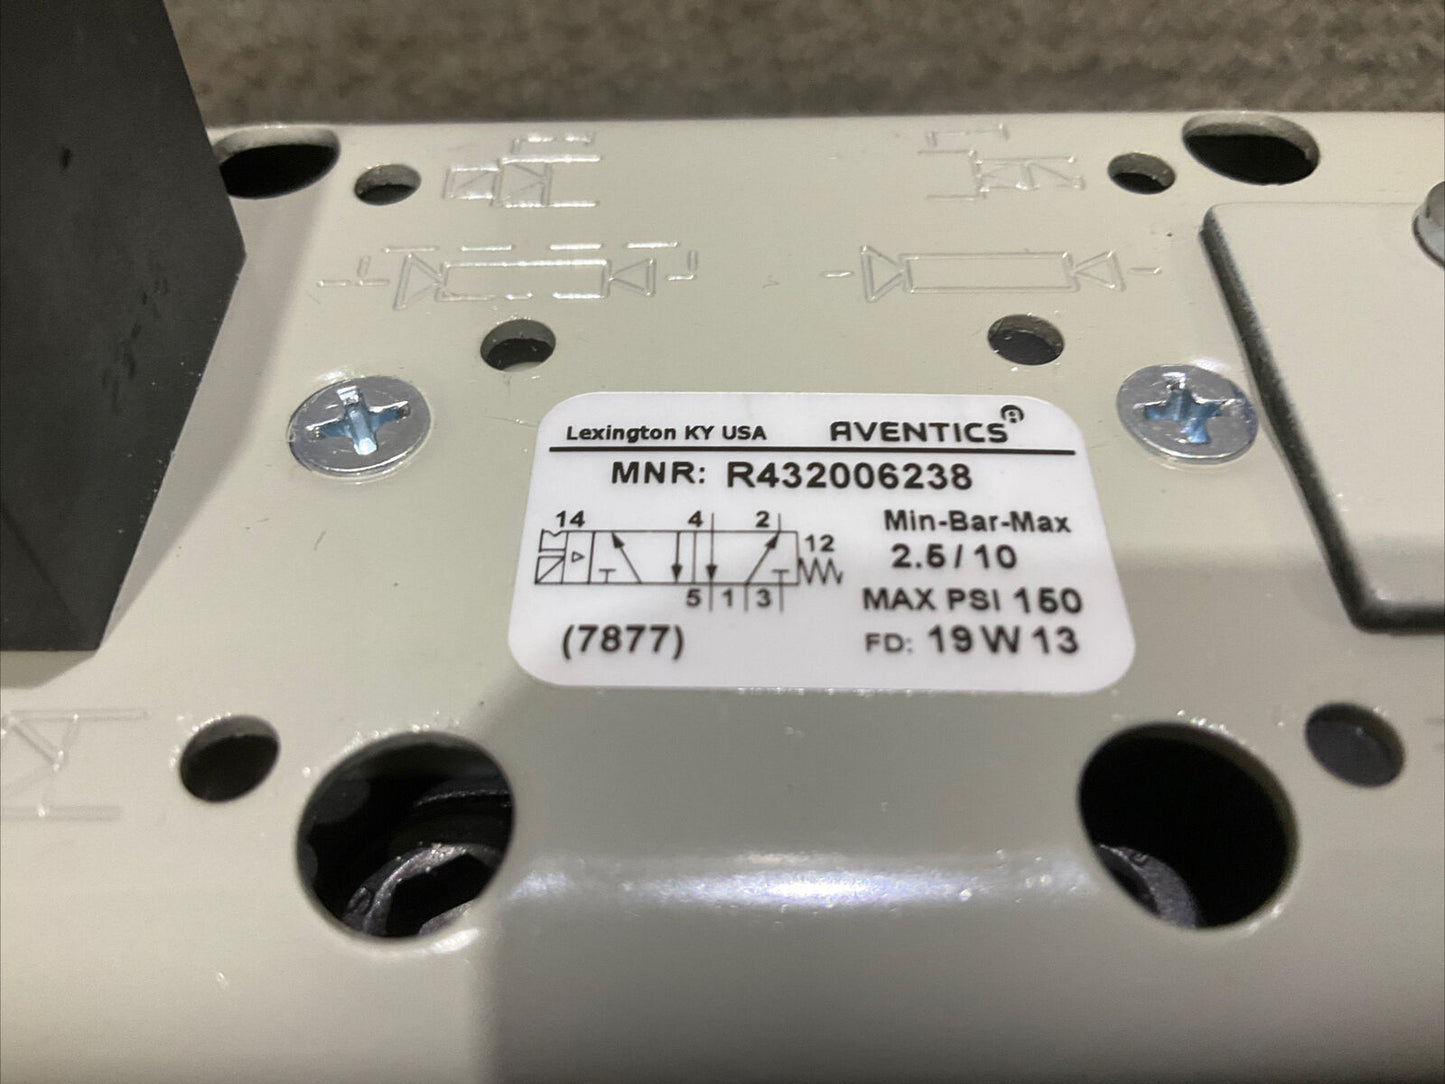 Lexington KY USA AVENTICS®
MNR: R432006238
14 4 2 12
5 1 3
Min-Bar-Max
2.5 / 10
MAX PSI 150
(7877)
FD: 19 W 13